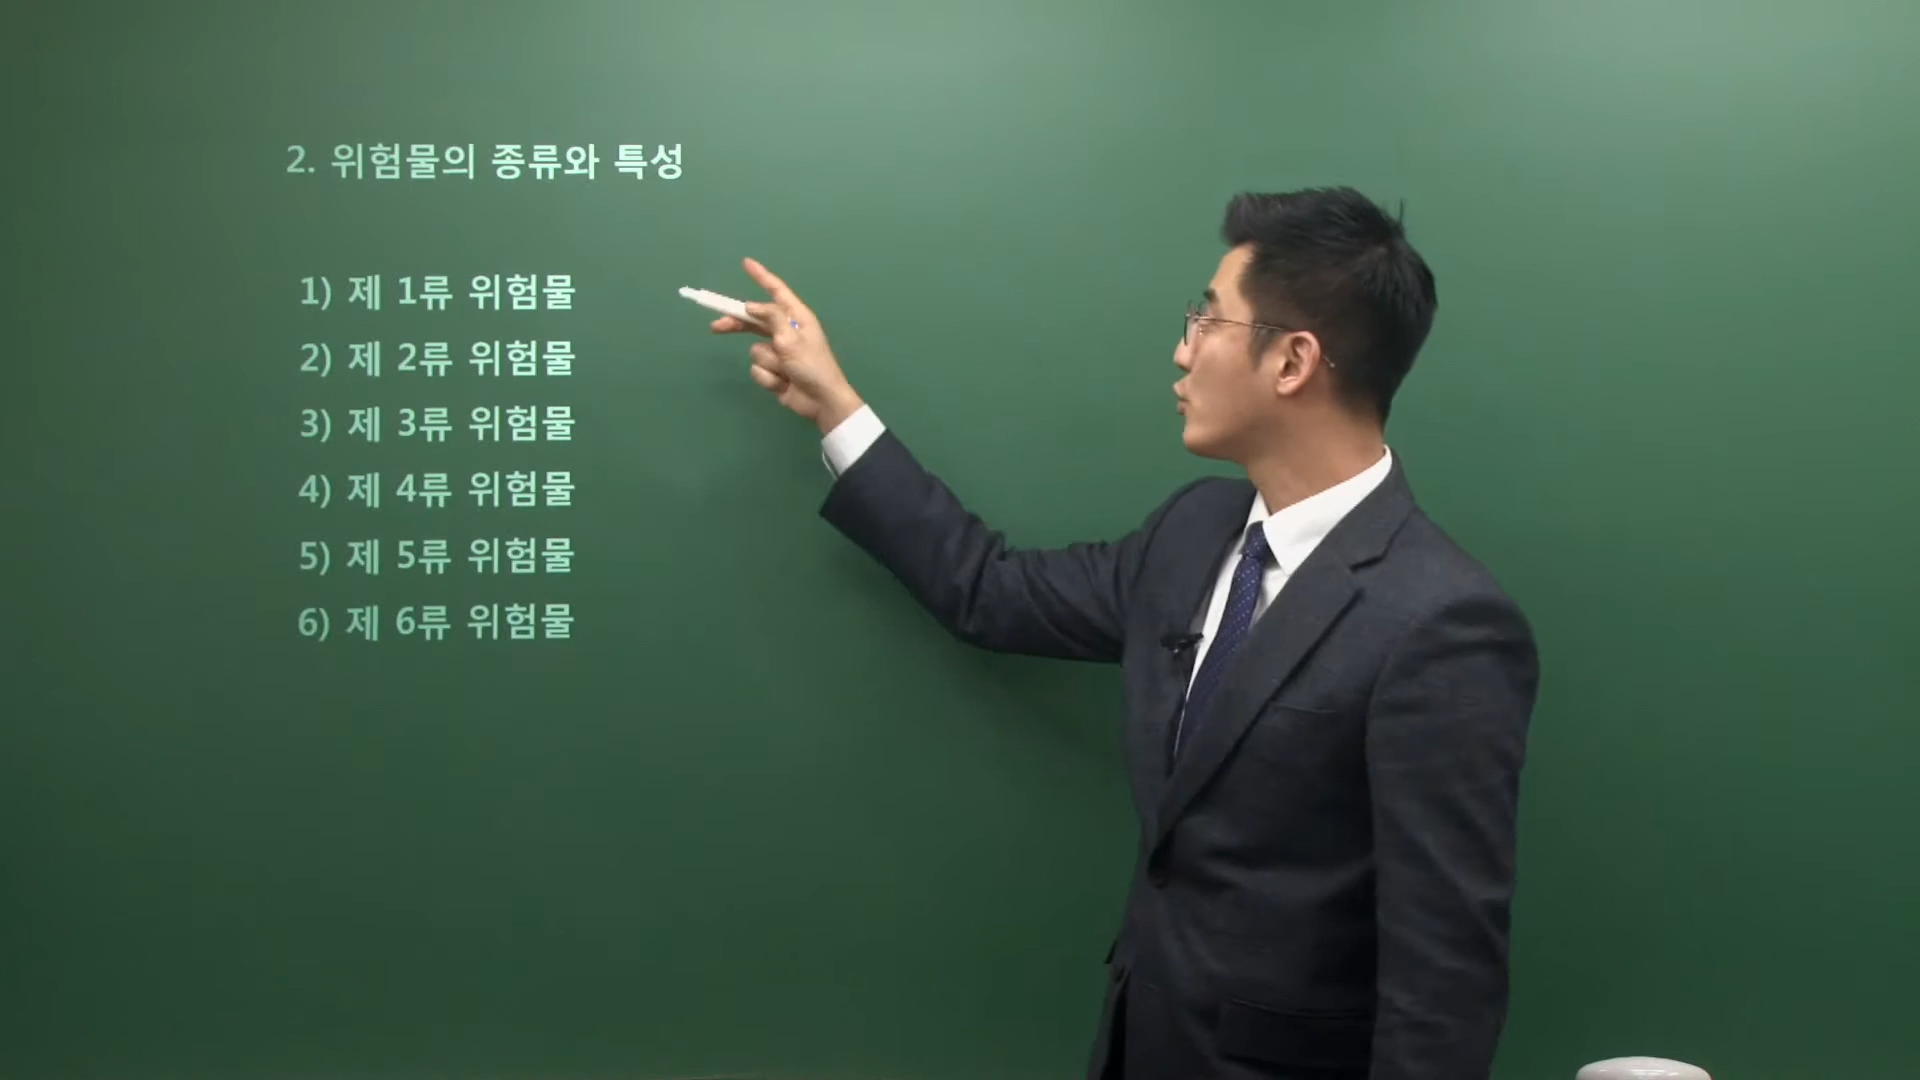 2. 위험물의 종류와 특성
1) 제 1류 위험물
2) 제 2류 위험물
3) 제 3류 위험물
4) 제 4류 위험물
5) 제 5류 위험물
6) 제 6류 위험물